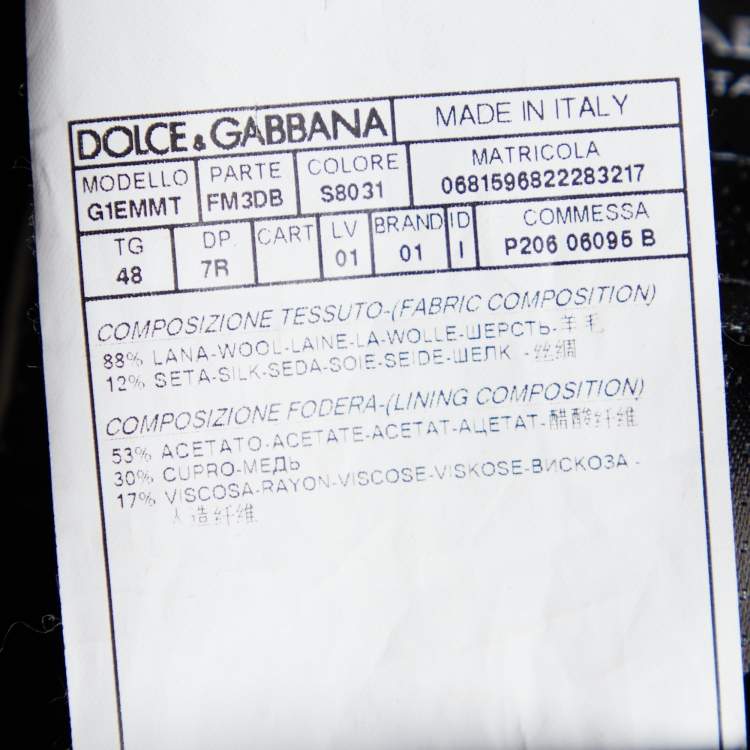 DOLCE & GABBANA MADE IN ITALY
MODELLO PARTE COLORE MATRICOLA
G1EMMT FM3DB S8031 0681596822283217
TG DP CART LV BRAND ID COMMESSA
48 7R 01 01 I P206 06095 B
COMPOSIZIONE TESSUTO-(FABRIC COMPOSITION)
88% LANA-WOOL-LAINE-LA-WOLLE-ШЕРСТЬ-羊毛
12% SETA-SILK-SEDA-SOIE-SEIDE-ШЕЛК -丝绸
COMPOSIZIONE FODERA-(LINING COMPOSITION)
53% ACETATO-ACETATE-ACETAT-АЦЕТАТ-醋酸纤维
30% CUPRO-МЕДЬ
17% VISCOSA-RAYON-VISCOSE-VISKOSE-ВИСКОЗА -
人造纤维